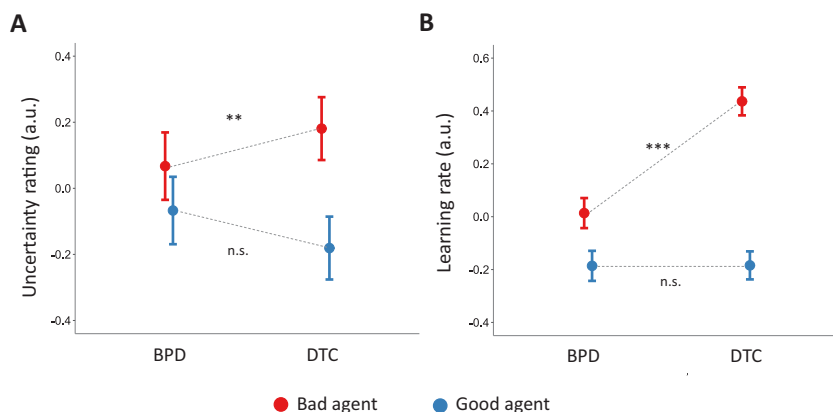 A
Uncertainty rating (a.u.)
0.4
0.2
0.0
-0.2
-0.4
**
n.s.
BPD DTC
B
Learning rate (a.u.)
0.6
0.4
0.2
0.0
-0.2
-0.4
***
n.s.
BPD DTC
Bad agent Good agent